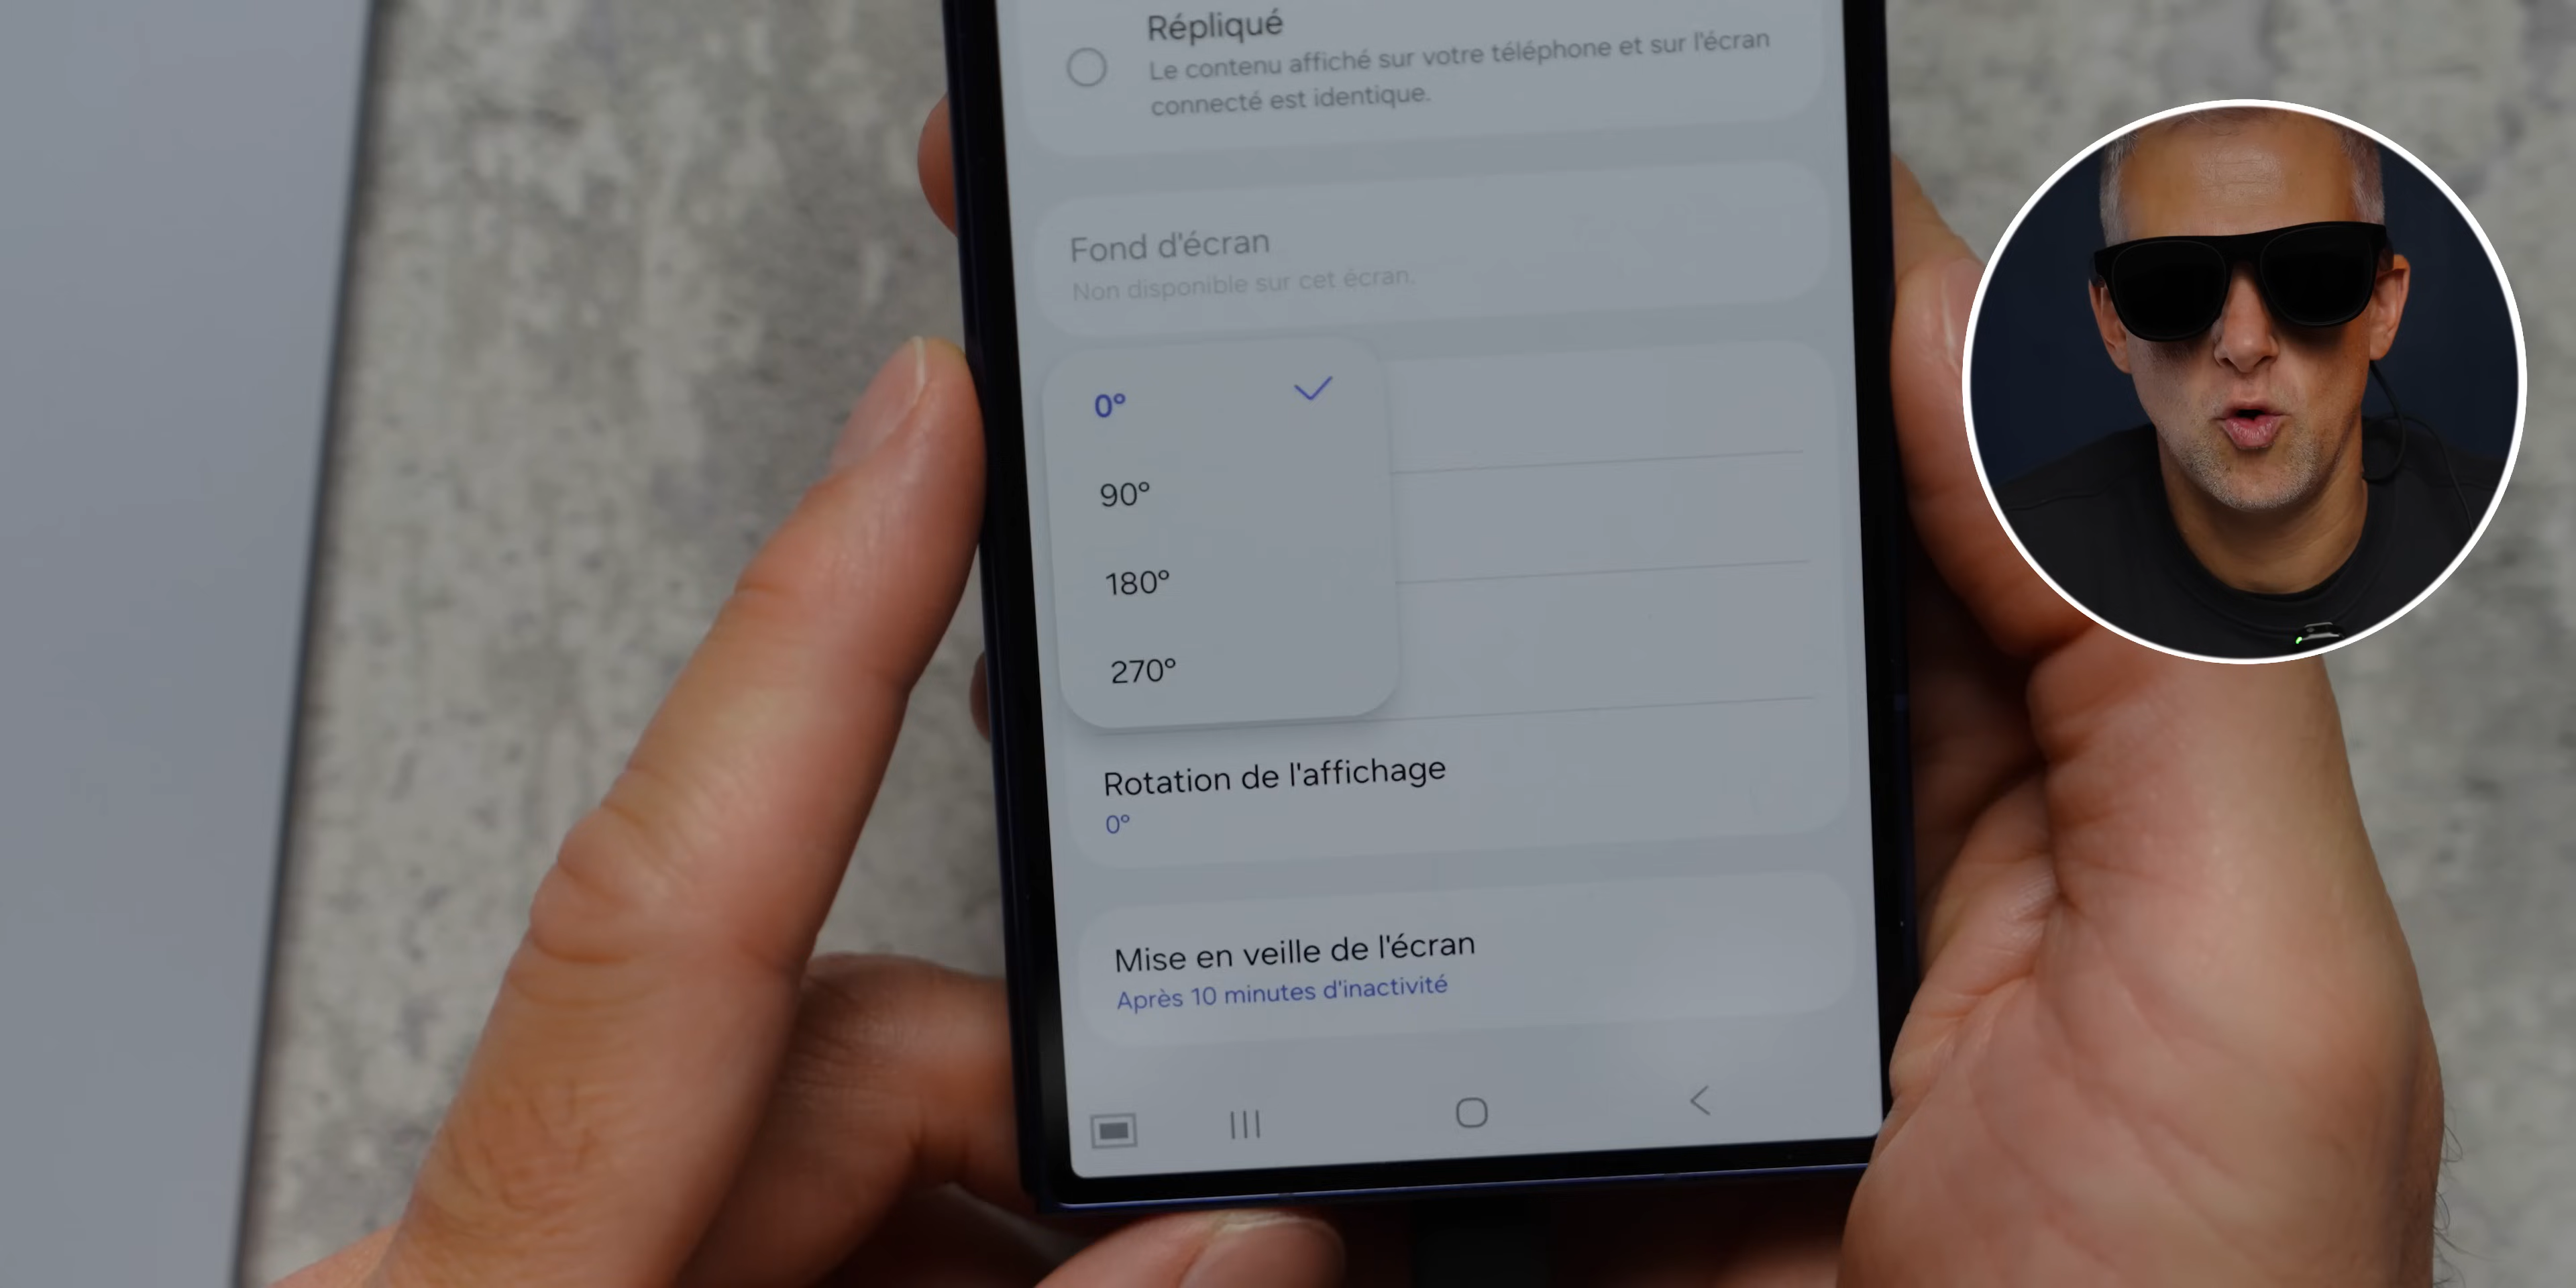 Répliqué
Le contenu affiché sur votre téléphone et sur l'écran
connecté est identique.
Fond d'écran
Non disponible sur cet écran.
0°
90°
180°
270°
Rotation de l'affichage
0°
Mise en veille de l'écran
Après 10 minutes d'inactivité